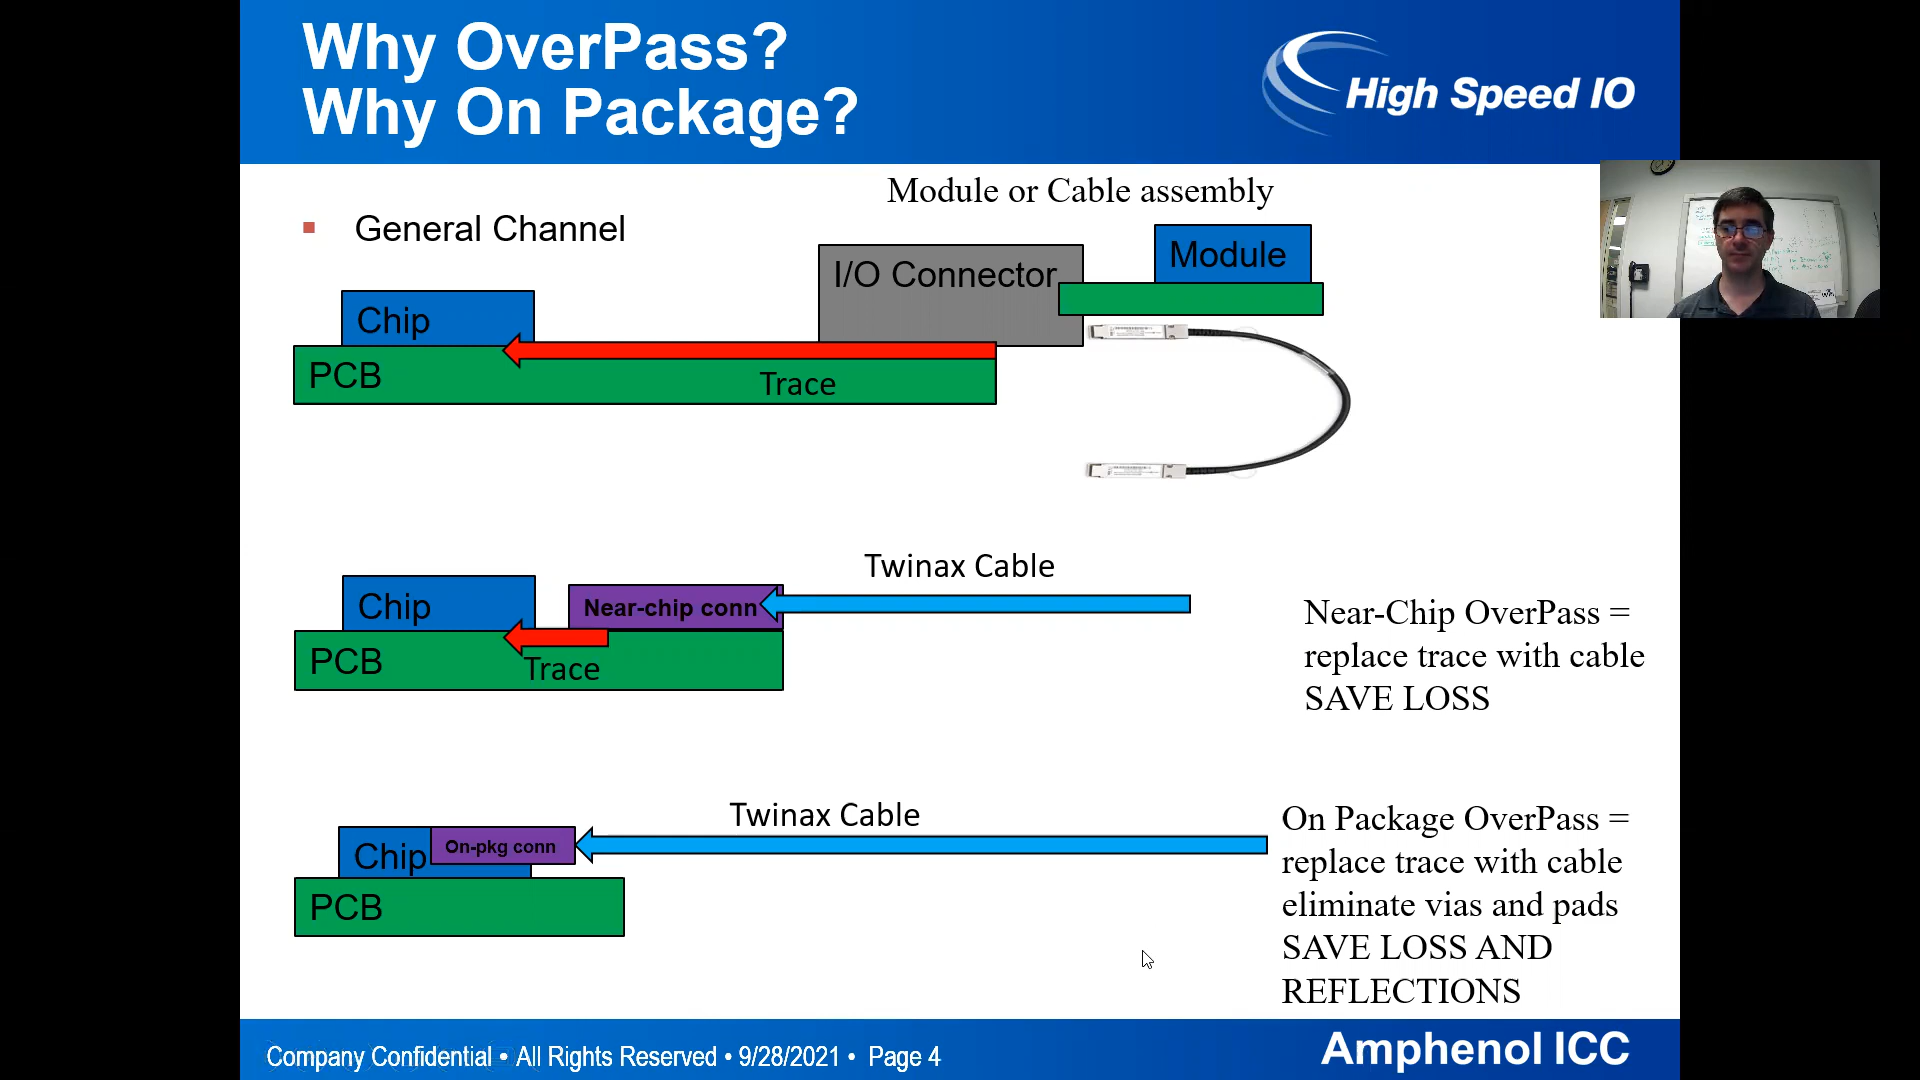 Why OverPass?
Why On Package?
High Speed IO
Module or Cable assembly
General Channel
I/O Connector
Module
Chip
PCB
Trace
Twinax Cable
Chip
Near-chip conn
PCB
Trace
Near-Chip OverPass =
replace trace with cable
SAVE LOSS
Twinax Cable
Chip
On-pkg conn
PCB
On Package OverPass =
replace trace with cable
eliminate vias and pads
SAVE LOSS AND
REFLECTIONS
Company Confidential • All Rights Reserved • 9/28/2021 • Page 4
Amphenol ICC